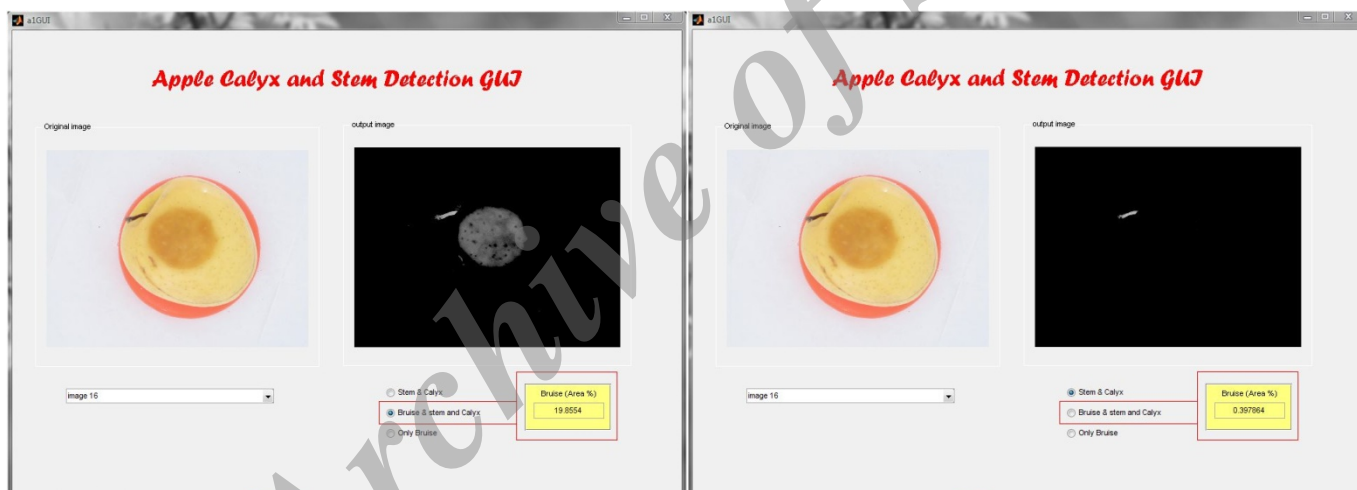 a1GUI
Apple Calyx and Stem Detection GUI
Original image
output image
image 16
Stem & Calyx
Bruise & stem and Calyx
Only Bruise
Bruise (Area %)
19.8554
a1GUI
Apple Calyx and Stem Detection GUI
Original image
output image
image 16
Stem & Calyx
Bruise & stem and Calyx
Only Bruise
Bruise (Area %)
0.397864
Archive of